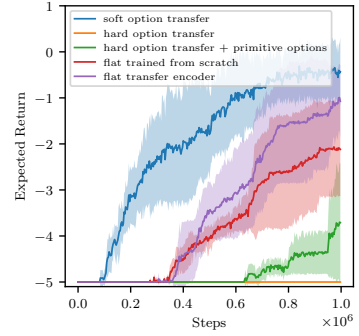 soft option transfer
hard option transfer
hard option transfer + primitive options
flat trained from scratch
flat transfer encoder
Expected Return
1
0
−1
−2
−3
−4
−5
0.0 0.2 0.4 0.6 0.8 1.0
Steps
×10⁶